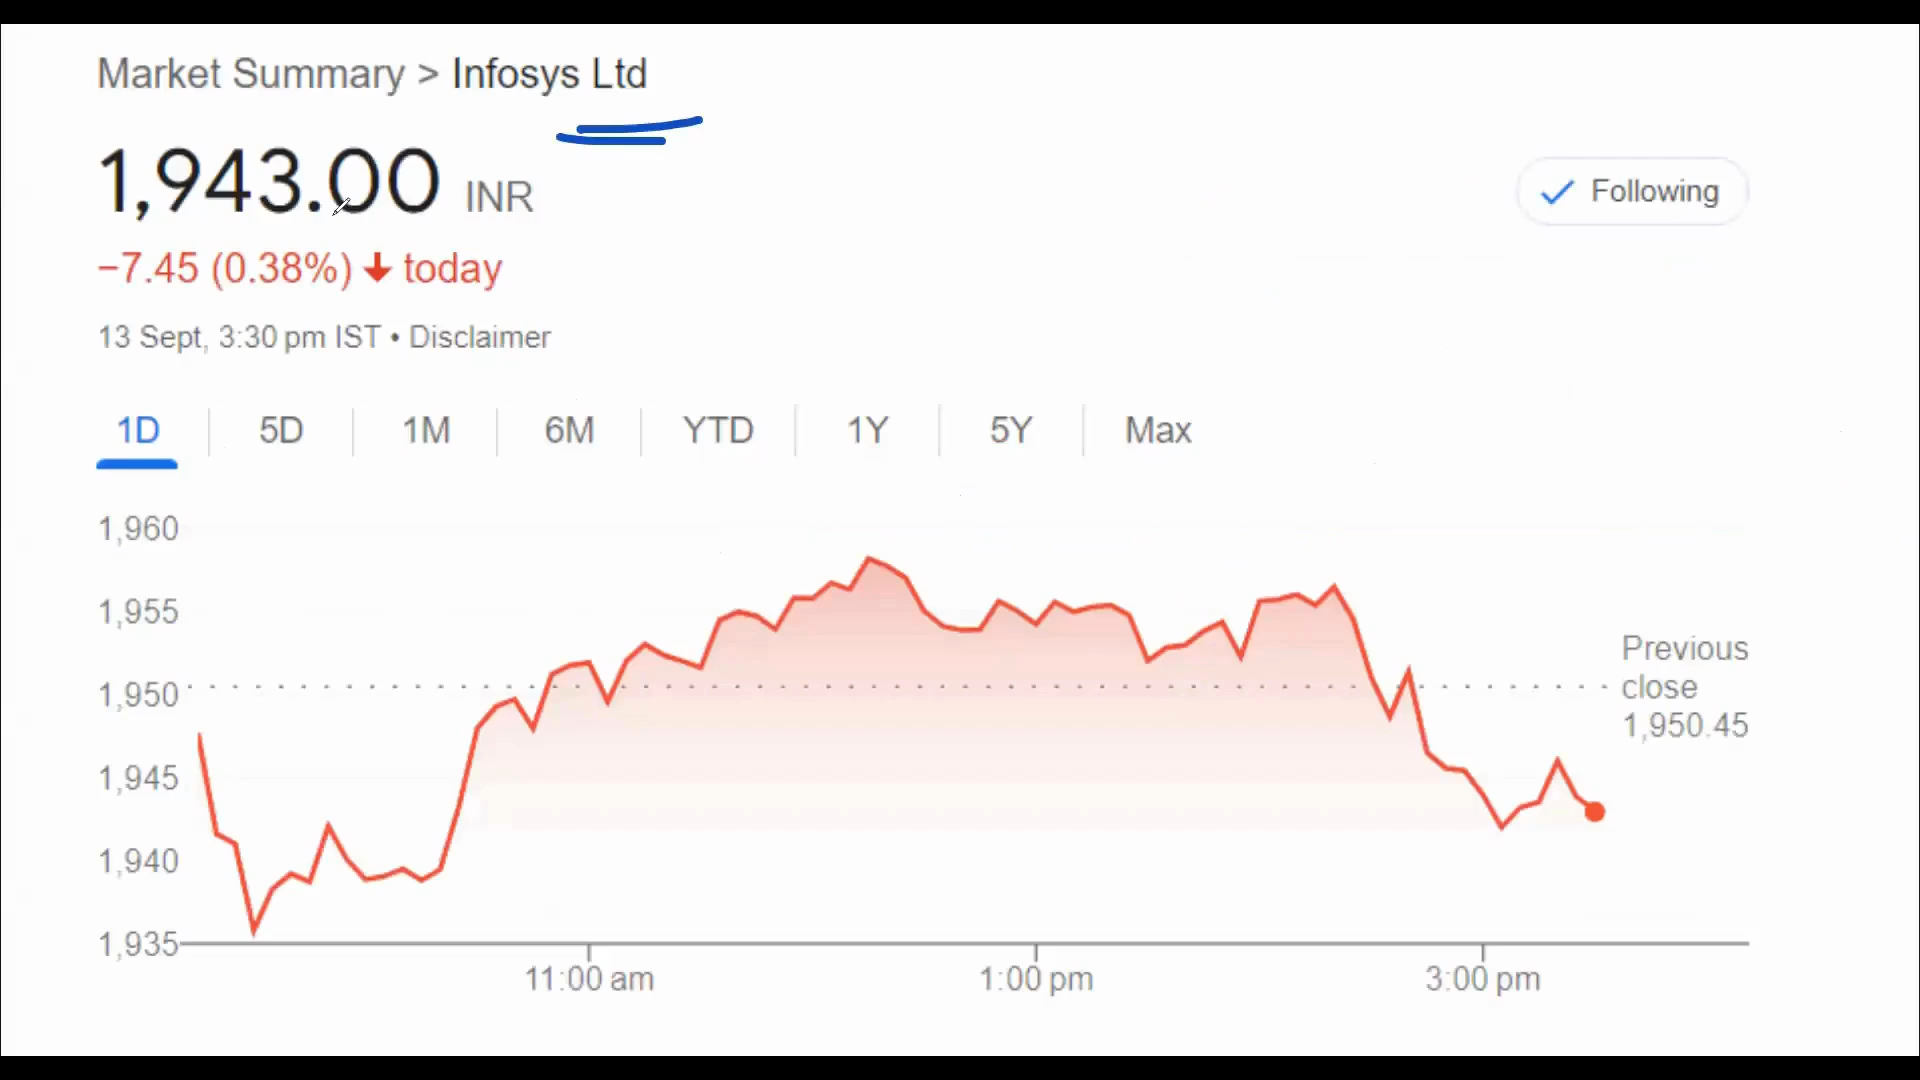 Market Summary > Infosys Ltd
1,943.00 INR
Following
−7.45 (0.38%) ↓ today
13 Sept, 3:30 pm IST • Disclaimer
1D 5D 1M 6M YTD 1Y 5Y Max
1,960
1,955
1,950
1,945
1,940
1,935
Previous
close
1,950.45
11:00 am 1:00 pm 3:00 pm